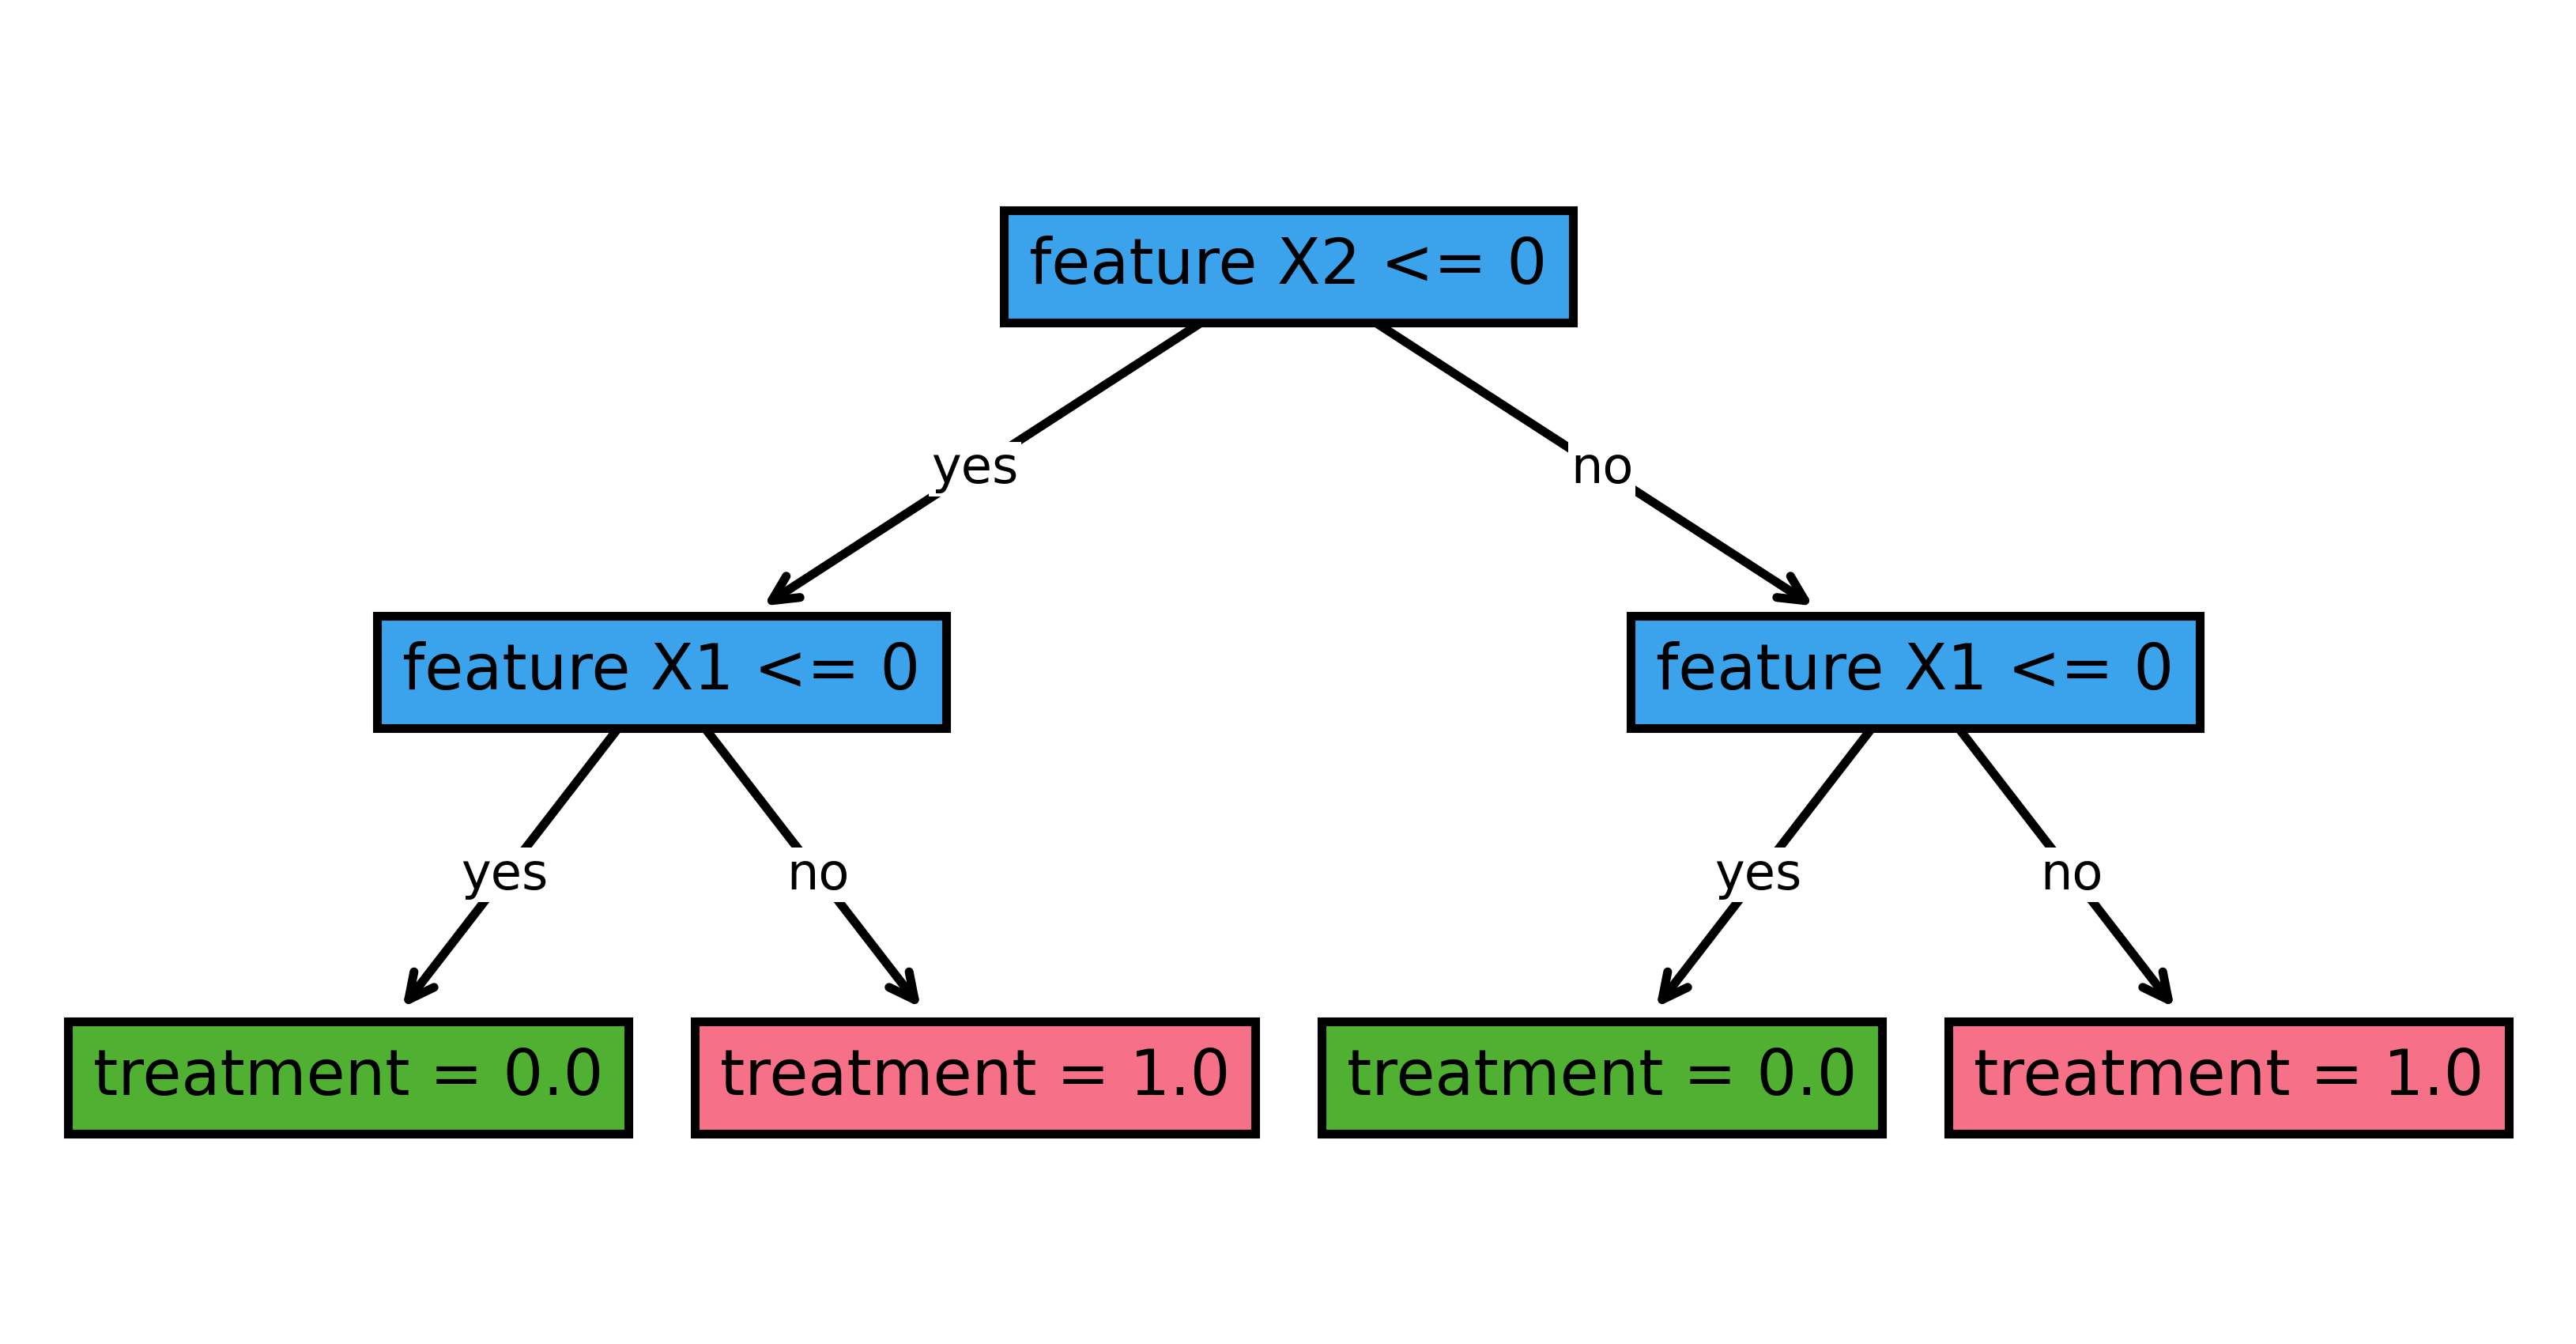 feature X2 <= 0
yes
no
feature X1 <= 0
feature X1 <= 0
yes
no
yes
no
treatment = 0.0
treatment = 1.0
treatment = 0.0
treatment = 1.0